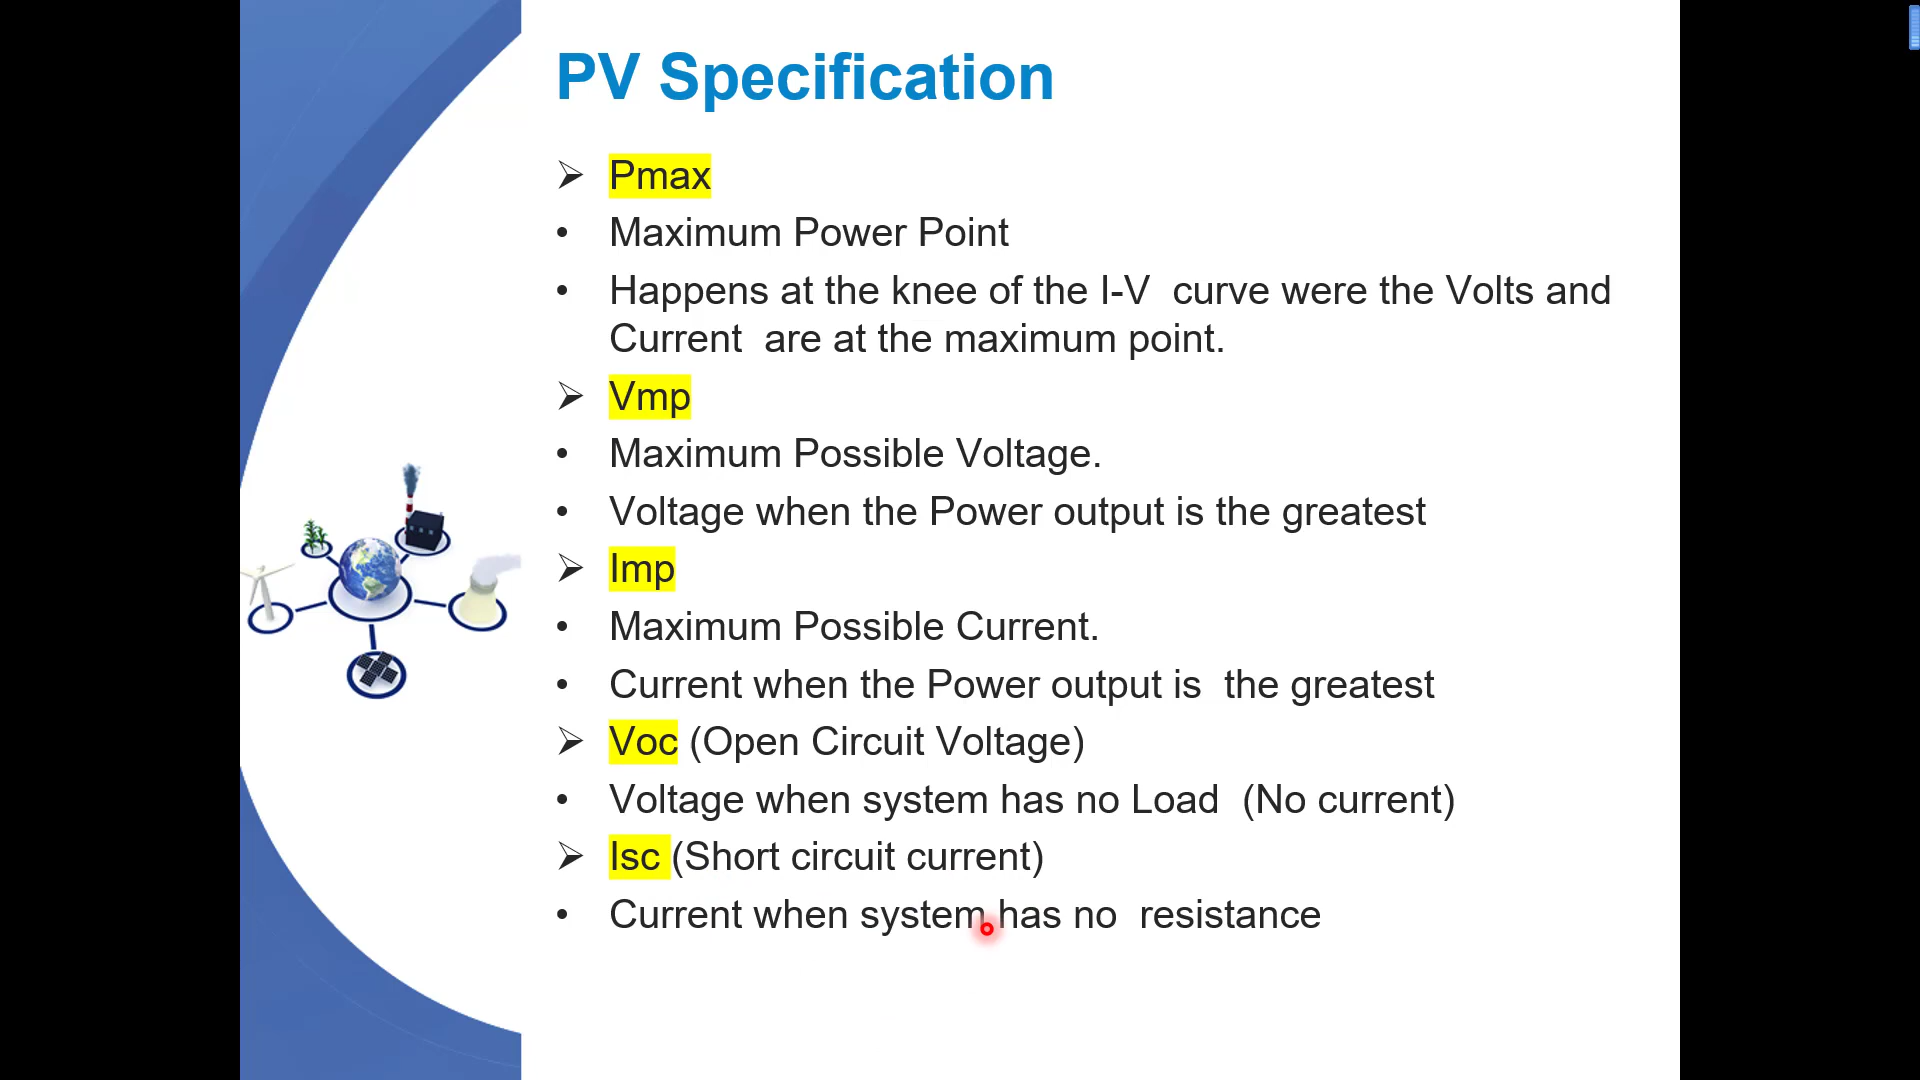 PV Specification
➢ Pmax
• Maximum Power Point
• Happens at the knee of the I-V curve were the Volts and
Current are at the maximum point.
➢ Vmp
• Maximum Possible Voltage.
• Voltage when the Power output is the greatest
➢ Imp
• Maximum Possible Current.
• Current when the Power output is the greatest
➢ Voc (Open Circuit Voltage)
• Voltage when system has no Load (No current)
➢ Isc (Short circuit current)
• Current when system has no resistance